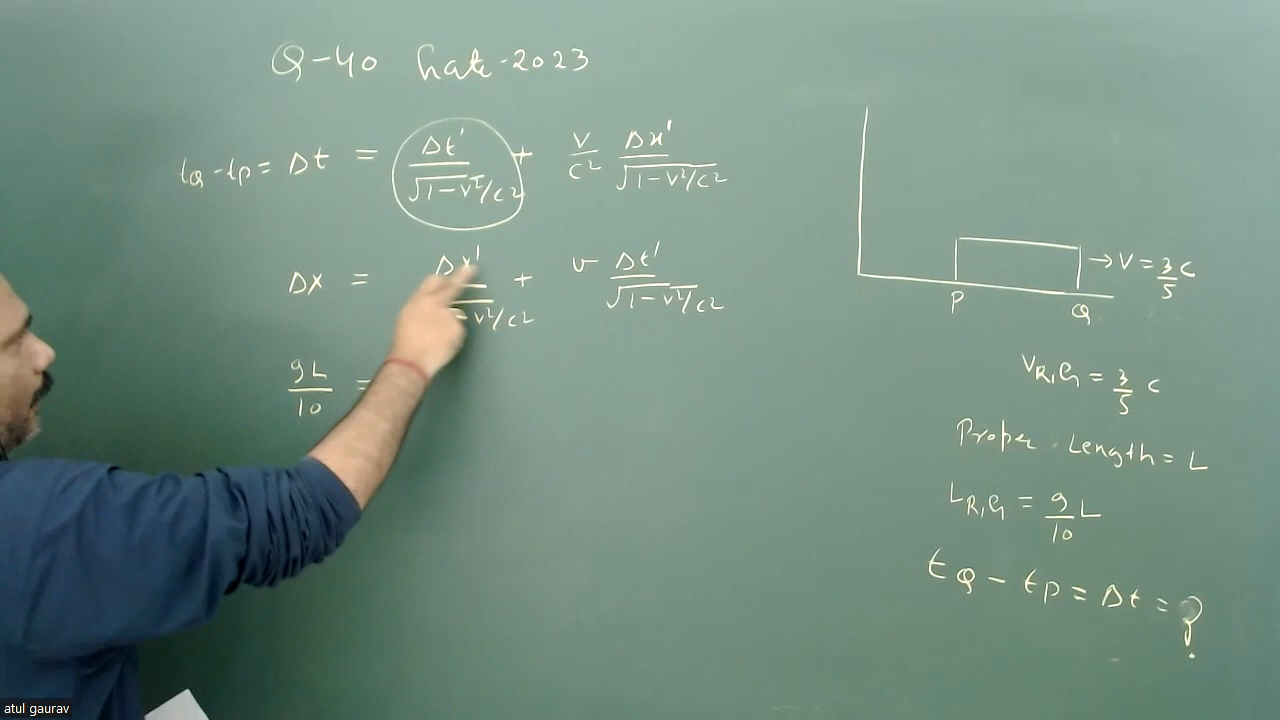 Q-40 Gate-2023
tQ - tP = Δt = Δt' / √1-v²/c² + v/c² Δx' / √1-v²/c²
Δx = Δx' / -v²/c² + v Δt' / √1-v²/c²
9L/10 =
→ V = 3/5 c
P Q
VR,G = 3/5 c
Proper Length = L
LR,G = 9/10 L
tQ - tP = Δt = ?
atul gaurav